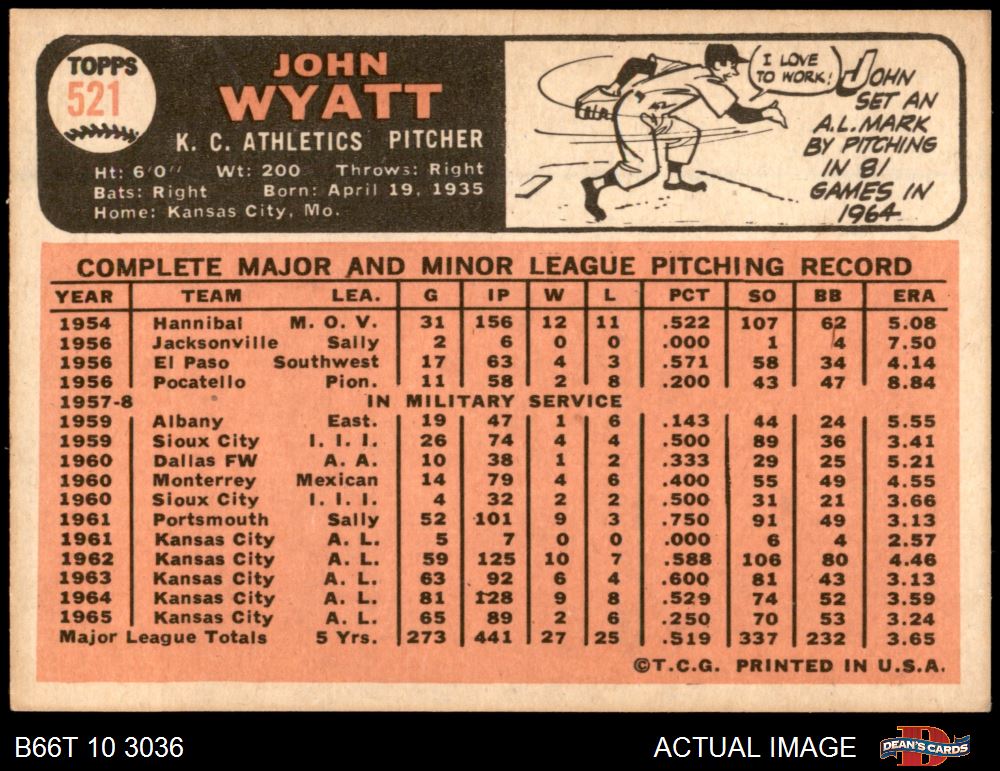 TOPPS
521
JOHN
WYATT
K. C. ATHLETICS PITCHER
Ht: 6'0" Wt: 200 Throws: Right
Bats: Right Born: April 19, 1935
Home: Kansas City, Mo.
I LOVE
TO WORK!
JOHN
SET AN
A.L. MARK
BY PITCHING
IN 81
GAMES IN
1964
COMPLETE MAJOR AND MINOR LEAGUE PITCHING RECORD
YEAR TEAM LEA. G IP W L PCT SO BB ERA
1954 Hannibal M. O. V. 31 156 12 11 .522 107 62 5.08
1956 Jacksonville Sally 2 6 0 0 .000 1 4 7.50
1956 El Paso Southwest 17 63 4 3 .571 58 34 4.14
1956 Pocatello Pion. 11 58 2 8 .200 43 47 8.84
1957-8 IN MILITARY SERVICE
1959 Albany East. 19 47 1 6 .143 44 24 5.55
1959 Sioux City I. I. I. 26 74 4 4 .500 89 36 3.41
1960 Dallas FW A. A. 10 38 1 2 .333 29 25 5.21
1960 Monterrey Mexican 14 79 4 6 .400 55 49 4.55
1960 Sioux City I. I. I. 4 32 2 2 .500 31 21 3.66
1961 Portsmouth Sally 52 101 9 3 .750 91 49 3.13
1961 Kansas City A. L. 5 7 0 0 .000 6 4 2.57
1962 Kansas City A. L. 59 125 10 7 .588 106 80 4.46
1963 Kansas City A. L. 63 92 6 4 .600 81 43 3.13
1964 Kansas City A. L. 81 128 9 8 .529 74 52 3.59
1965 Kansas City A. L. 65 89 2 6 .250 70 53 3.24
Major League Totals 5 Yrs. 273 441 27 25 .519 337 232 3.65
©T.C.G. PRINTED IN U.S.A.
B66T 10 3036 ACTUAL IMAGE DEAN'S CARDS